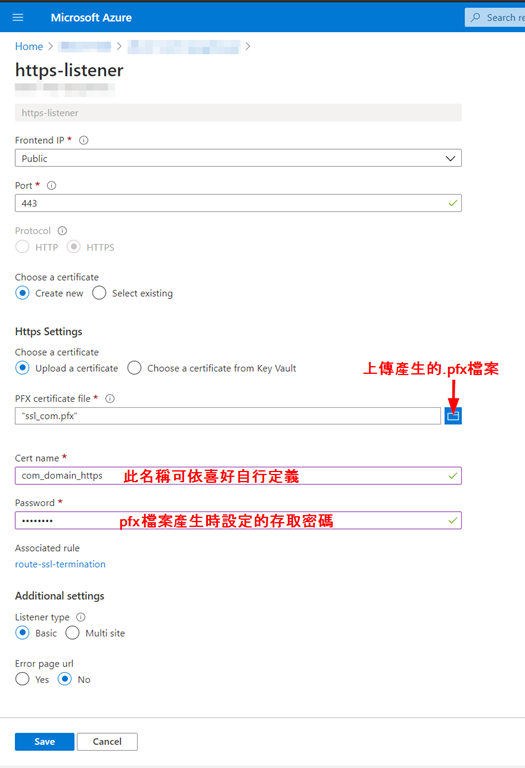 Microsoft Azure
Search re
Home > > >
https-listener
https-listener
Frontend IP *
Public
Port *
443
Protocol
HTTP HTTPS
Choose a certificate
Create new Select existing
Https Settings
Choose a certificate
Upload a certificate Choose a certificate from Key Vault
上傳產生的.pfx檔案
PFX certificate file *
"ssl_com.pfx"
Cert name *
com_domain_https 此名稱可依喜好自行定義
Password *
•••••••• pfx檔案產生時設定的存取密碼
Associated rule
route-ssl-termination
Additional settings
Listener type
Basic Multi site
Error page url
Yes No
Save Cancel